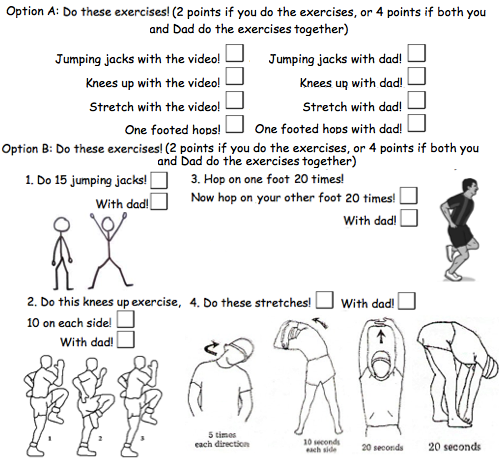 Option A: Do these exercises! (2 points if you do the exercises, or 4 points if both you
and Dad do the exercises together)
Jumping jacks with the video! Jumping jacks with dad!
Knees up with the video! Knees up with dad!
Stretch with the video! Stretch with dad!
One footed hops! One footed hops with dad!
Option B: Do these exercises! (2 points if you do the exercises, or 4 points if both you
and Dad do the exercises together)
1. Do 15 jumping jacks!
With dad!
3. Hop on one foot 20 times!
Now hop on your other foot 20 times!
With dad!
2. Do this knees up exercise,
10 on each side!
With dad!
4. Do these stretches! With dad!
1 2 3
5 times
each direction
10 seconds
each side
20 seconds
20 seconds